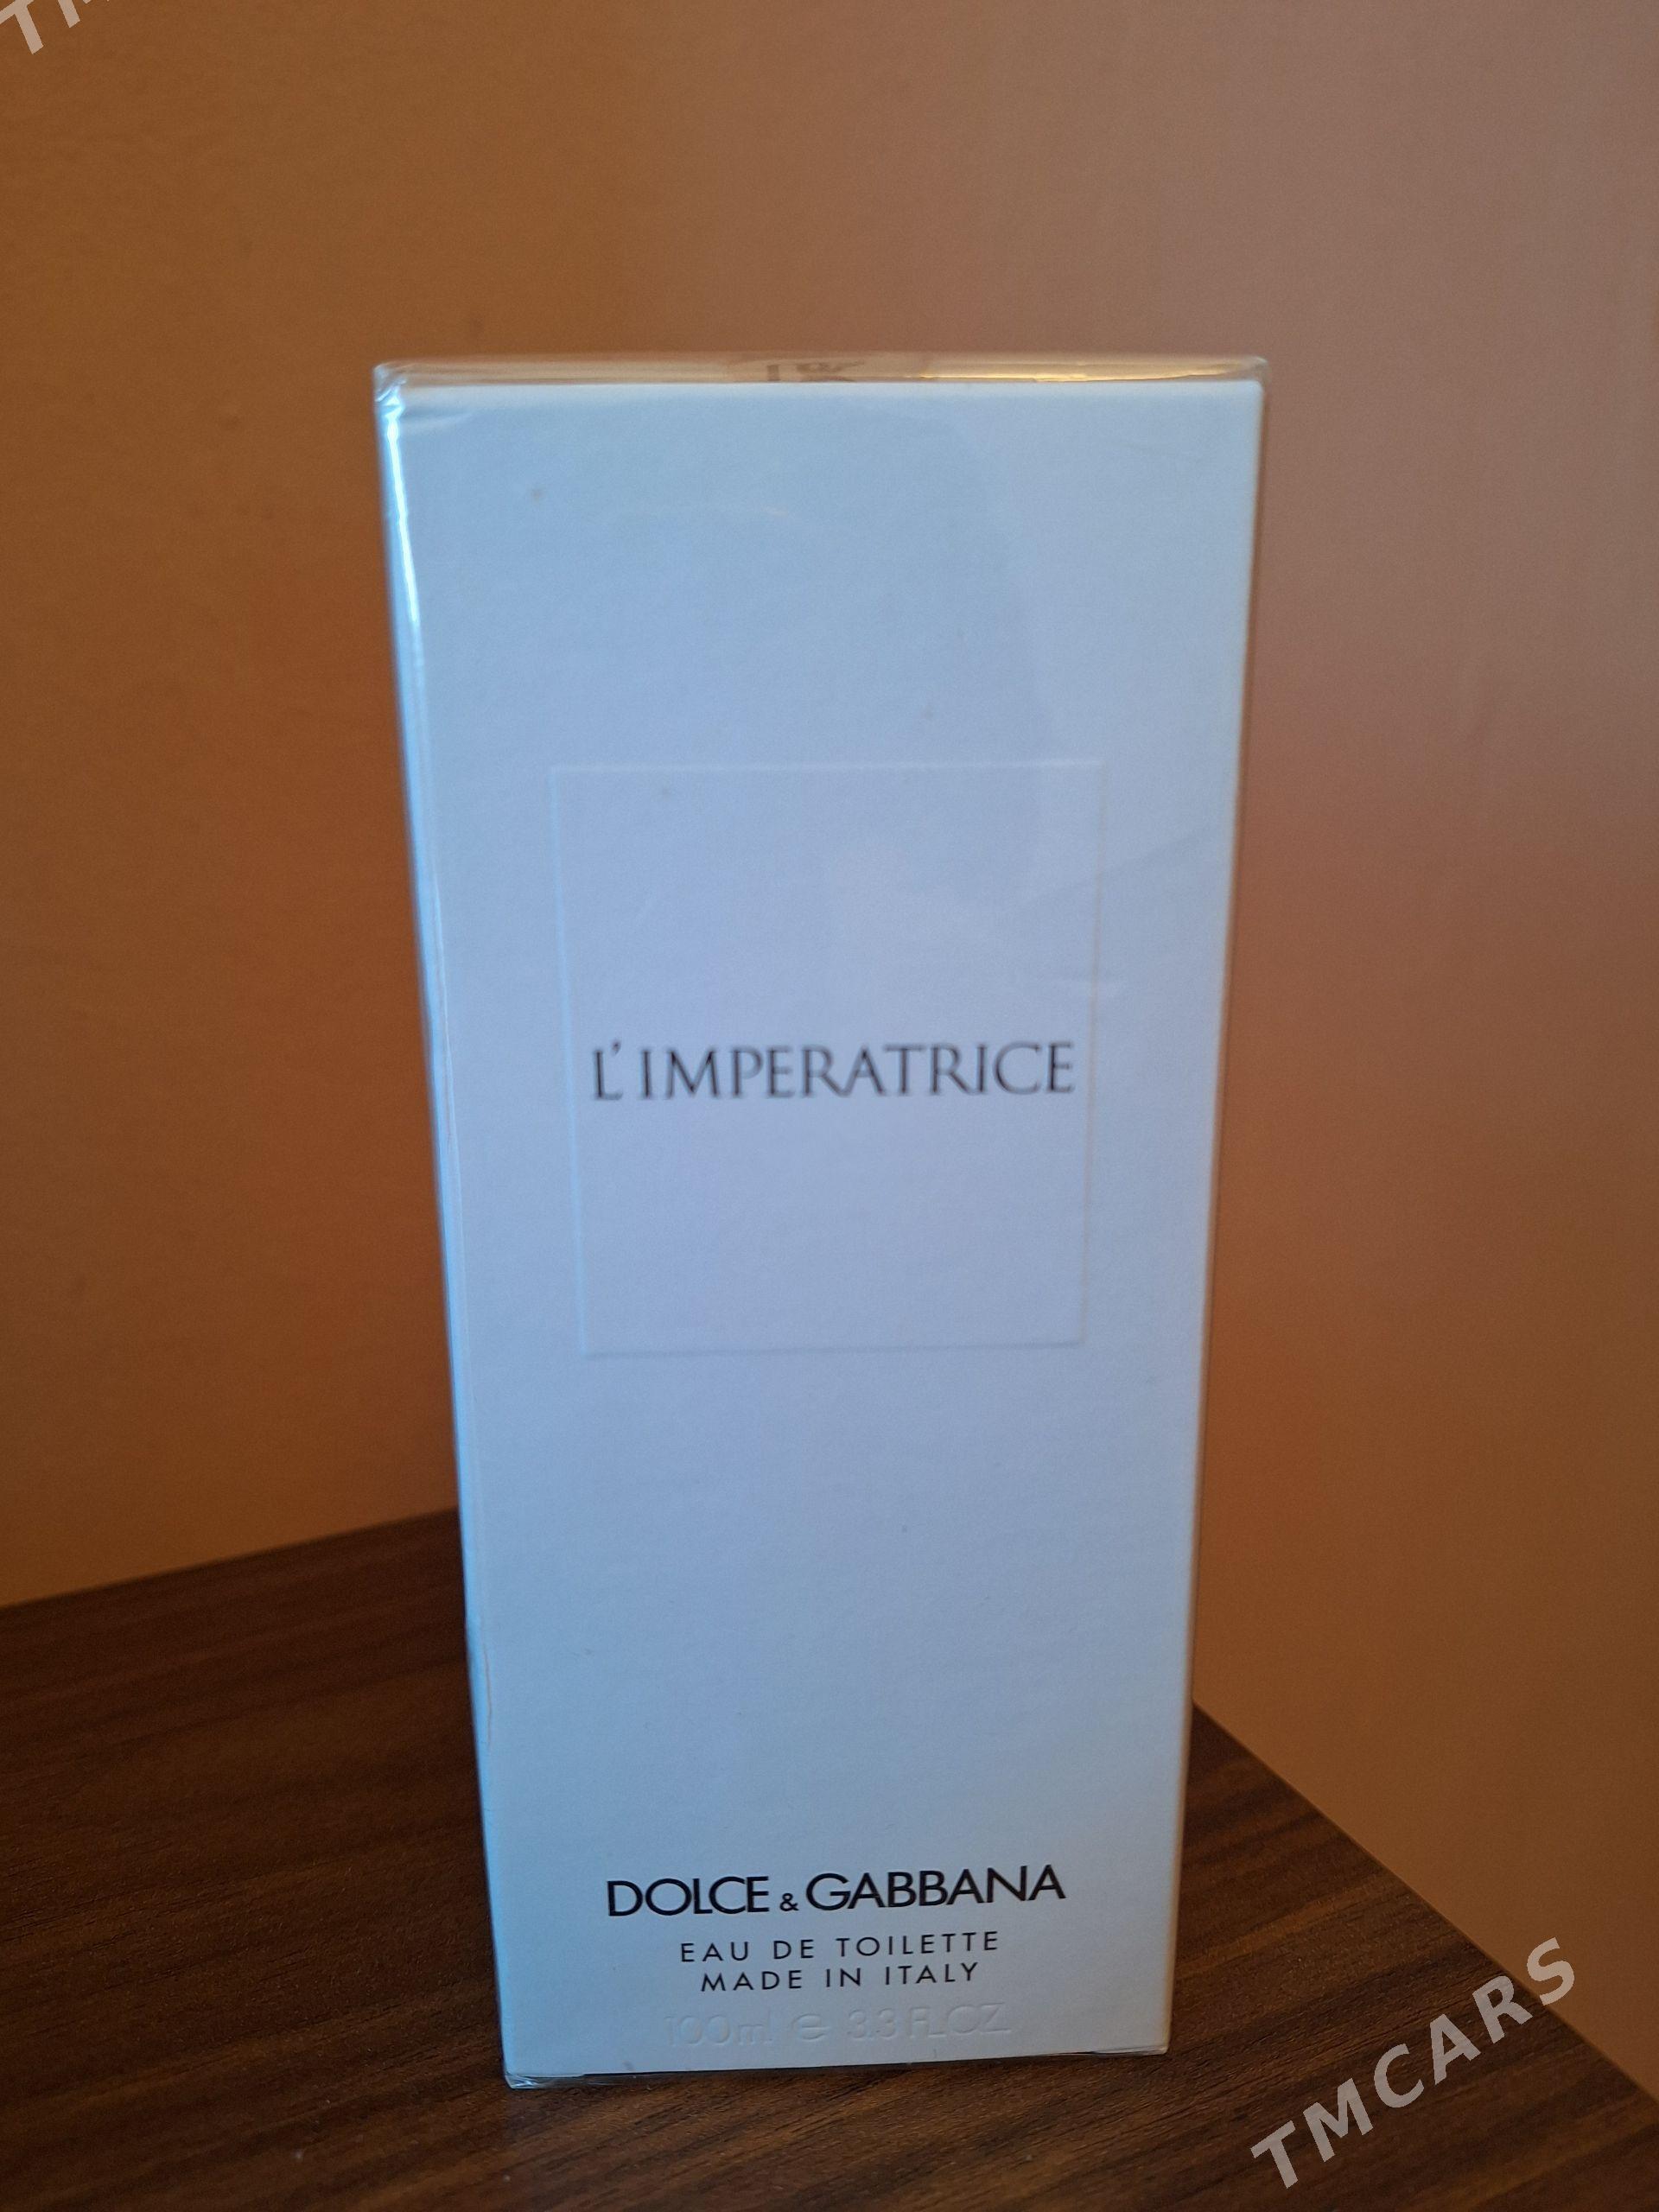 L'IMPERATRICE
DOLCE & GABBANA
EAU DE TOILETTE
MADE IN ITALY
100ml e 3.3 FL.OZ.
TMCARS